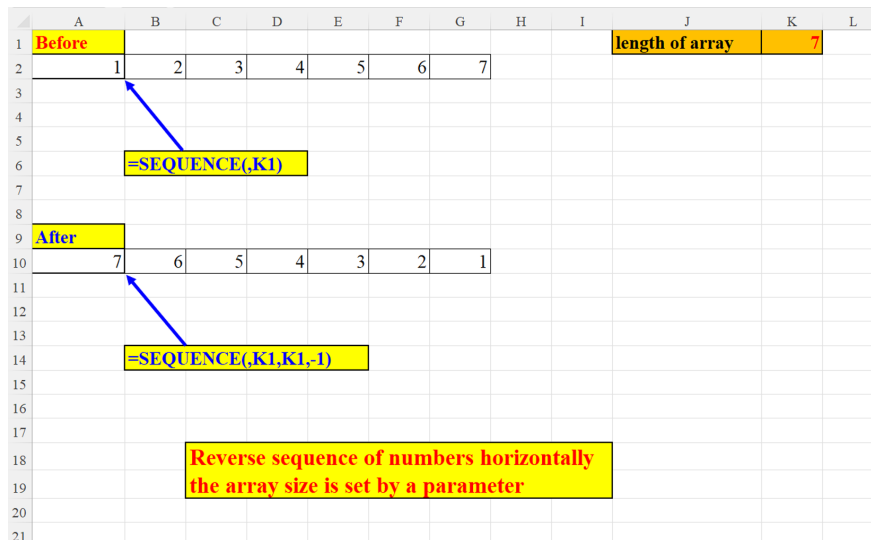 A B C D E F G H I J K L
1 Before length of array 7
2 1 2 3 4 5 6 7
3
4
5
6 =SEQUENCE(,K1)
7
8
9 After
10 7 6 5 4 3 2 1
11
12
13
14 =SEQUENCE(,K1,K1,-1)
15
16
17
18 Reverse sequence of numbers horizontally
19 the array size is set by a parameter
20
21